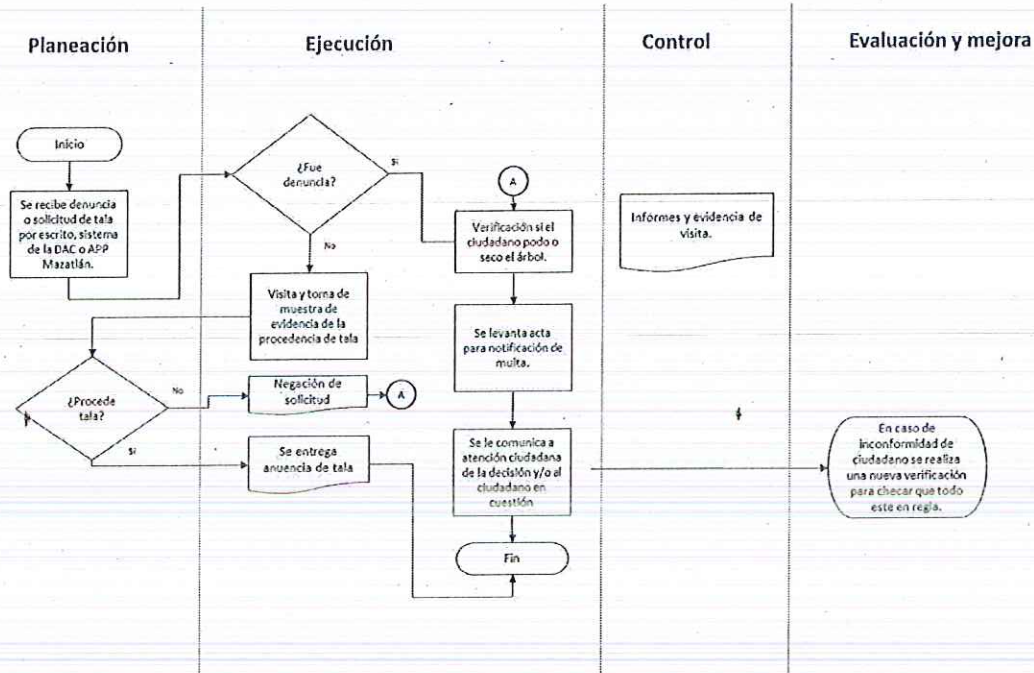 Planeación
Ejecución
Control
Evaluación y mejora
Inicio
Se recibe denuncia
o solicitud de tala
por escrito, sistema
de la DAC o APP
Mazatlán.
¿Fue
denuncia?
Si
No
A
Verificación si el
ciudadano podo o
seco el árbol.
Informes y evidencia de
visita.
Visita y toma de
muestra de
evidencia de la
procedencia de tala
Se levanta acta
para notificación de
multa.
¿Procede
tala?
No
Negación de
solicitud
A
Si
Se entrega
anuencia de tala
Se le comunica a
atención ciudadana
de la decisión y/o al
ciudadano en
cuestión
En caso de
inconformidad de
ciudadano se realiza
una nueva verificación
para checar que todo
este en regla.
Fin